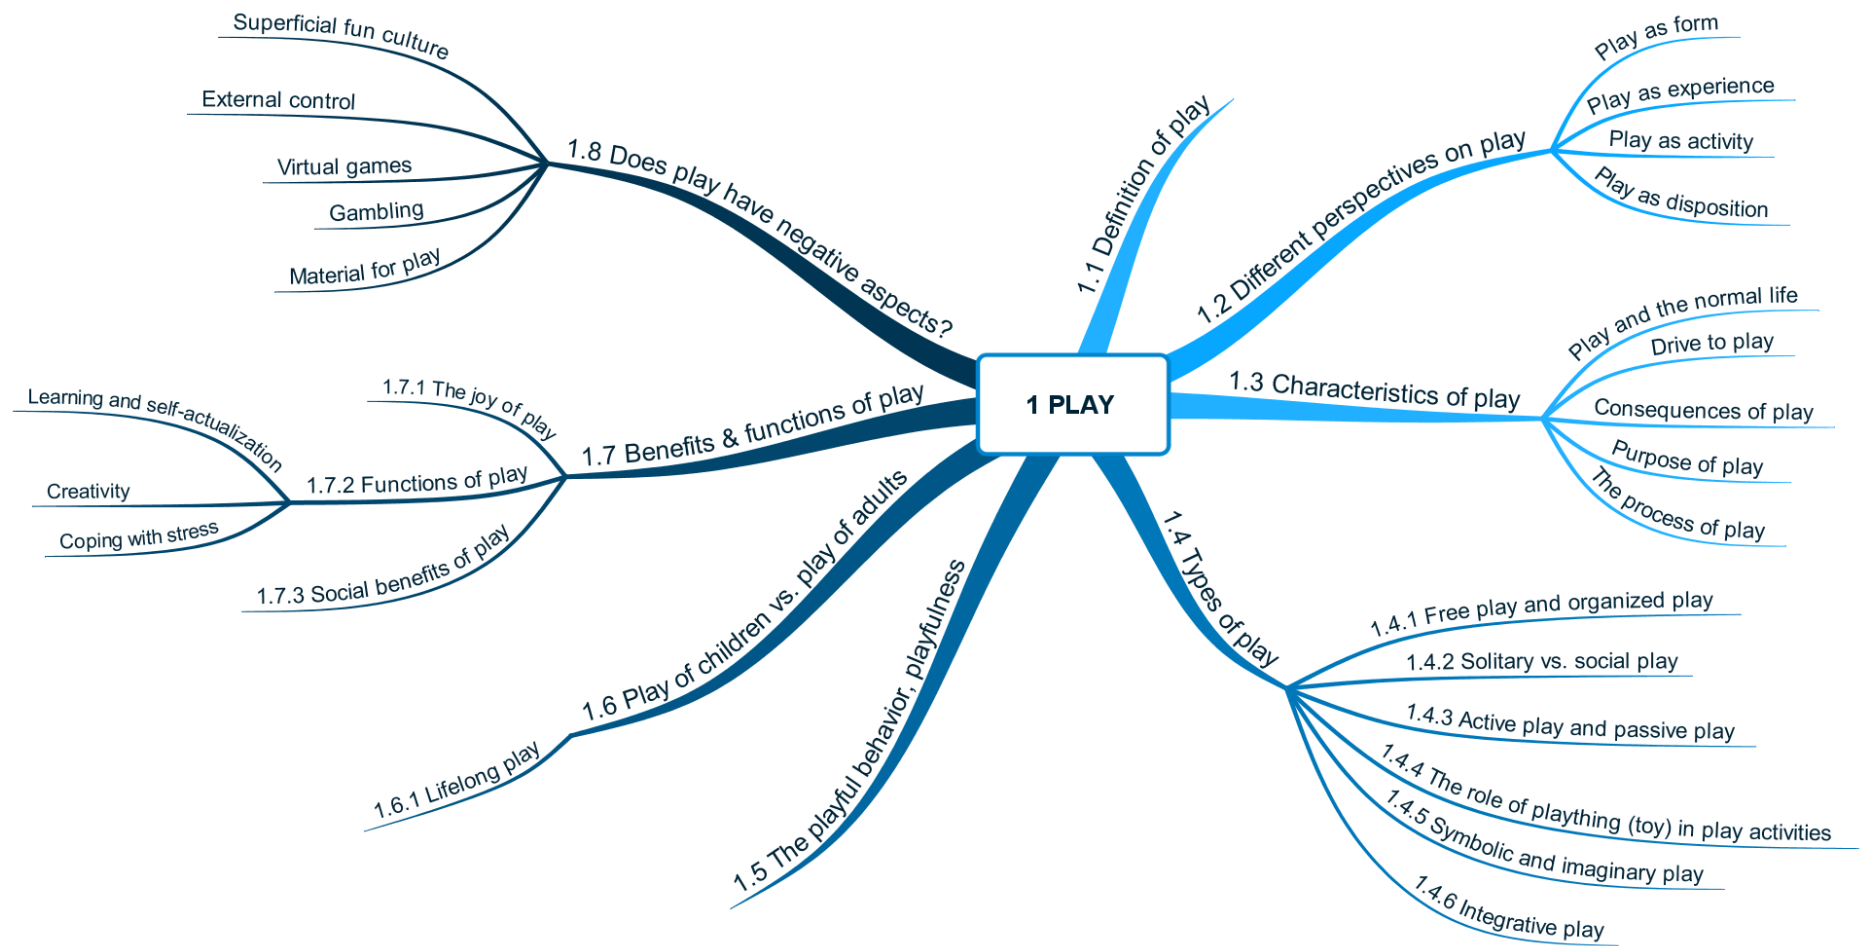 1 PLAY
1.1 Definition of play
1.2 Different perspectives on play
Play as form
Play as experience
Play as activity
Play as disposition
1.3 Characteristics of play
Play and the normal life
Drive to play
Consequences of play
Purpose of play
The process of play
1.4 Types of play
1.4.1 Free play and organized play
1.4.2 Solitary vs. social play
1.4.3 Active play and passive play
1.4.4 The role of plaything (toy) in play activities
1.4.5 Symbolic and imaginary play
1.4.6 Integrative play
1.5 The playful behavior, playfulness
1.6 Play of children vs. play of adults
1.6.1 Lifelong play
1.7 Benefits & functions of play
1.7.1 The joy of play
1.7.2 Functions of play
Learning and self-actualization
Creativity
Coping with stress
1.7.3 Social benefits of play
1.8 Does play have negative aspects?
Superficial fun culture
External control
Virtual games
Gambling
Material for play